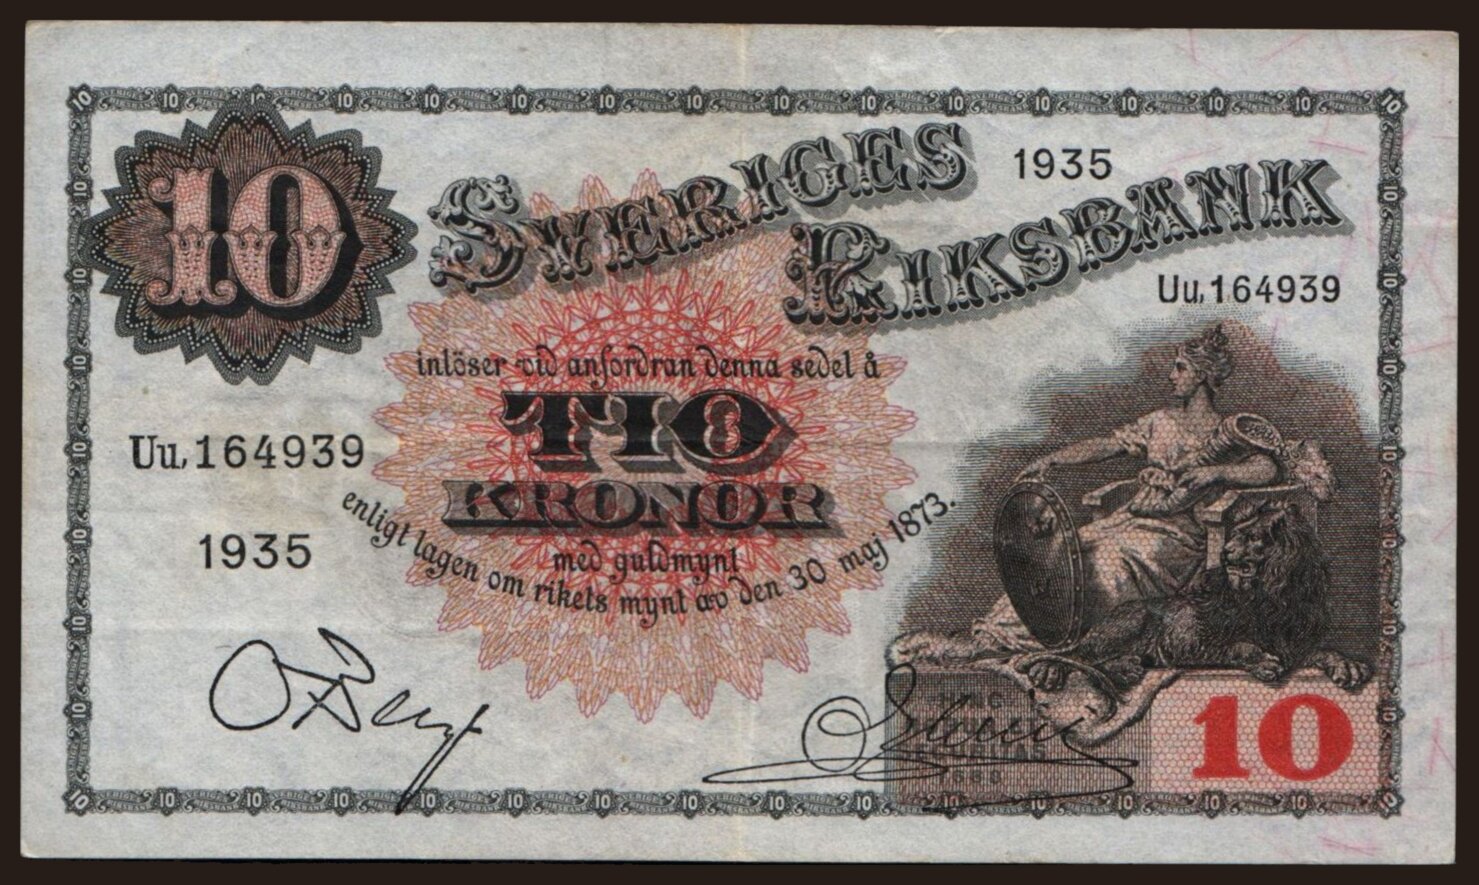 10
SVERIGES
1935
RIKSBANK
Uu,164939
inlöser vid anfordran denna sedel å
TIO
KRONOR
Uu,164939
med guldmynt
enligt lagen om rikets mynt av den 30 maj 1873.
1935
10